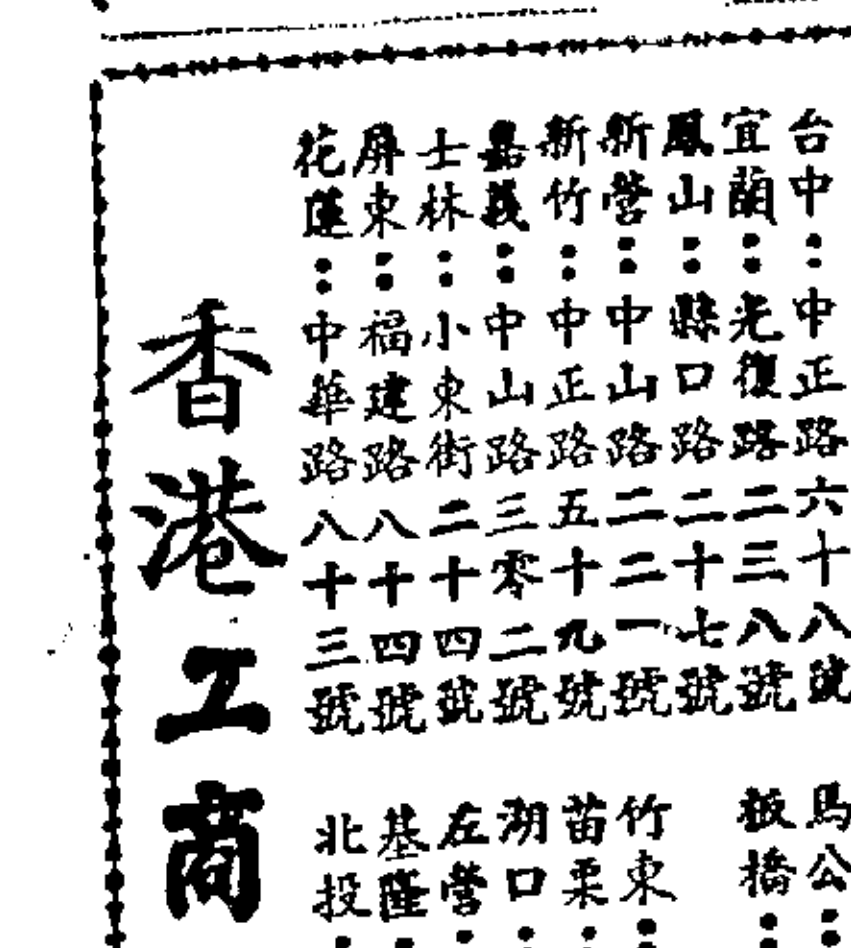 台中：中正路六十八號
宜蘭：光復路二三八號
鳳山：縣口路二十七號
新營：中山路二二一號
新竹：中正路五十九號
嘉義：中山路三零二號
士林：小東街二十四號
屏東：福建路八十四號
花蓮：中華路八十三號
馬公：
板橋：
竹東：
苗栗：
湖口：
左營：
基隆：
北投：
香港工商